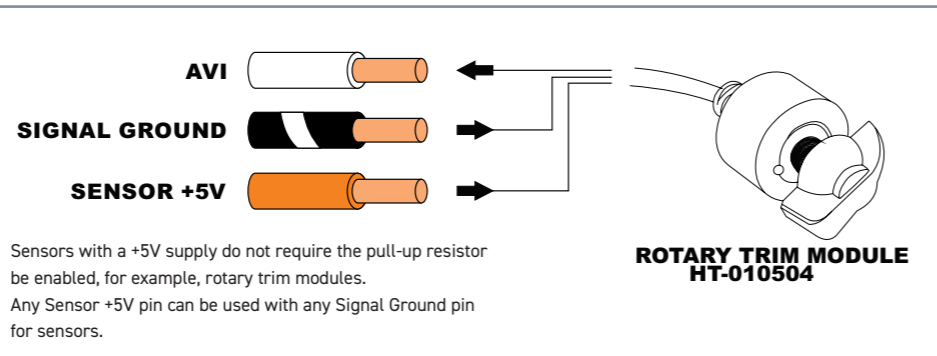 AVI
SIGNAL GROUND
SENSOR +5V
Sensors with a +5V supply do not require the pull-up resistor
be enabled, for example, rotary trim modules.
Any Sensor +5V pin can be used with any Signal Ground pin
for sensors.
ROTARY TRIM MODULE
HT-010504